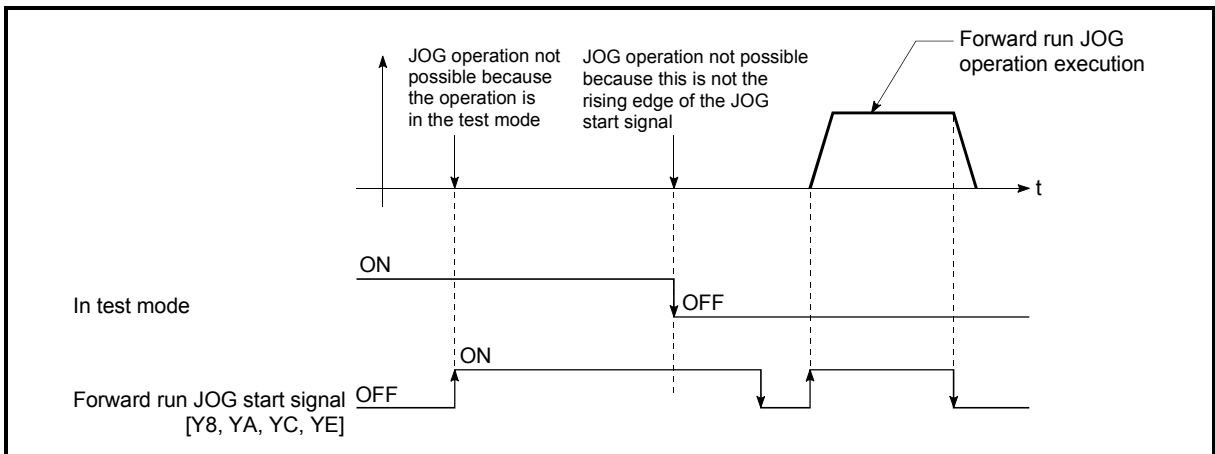 JOG operation not
possible because
the operation is
in the test mode
JOG operation not possible
because this is not the
rising edge of the JOG
start signal
Forward run JOG
operation execution
t
ON
In test mode
OFF
ON
Forward run JOG start signal
[Y8, YA, YC, YE]
OFF